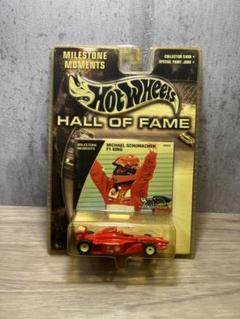 MILESTONE
MOMENTS
COLLECTOR CARD •
SPECIAL PAINT JOBS •
Hot Wheels
HALL OF FAME
MILESTONE
MOMENTS
MICHAEL SCHUMACHER
F1 KING